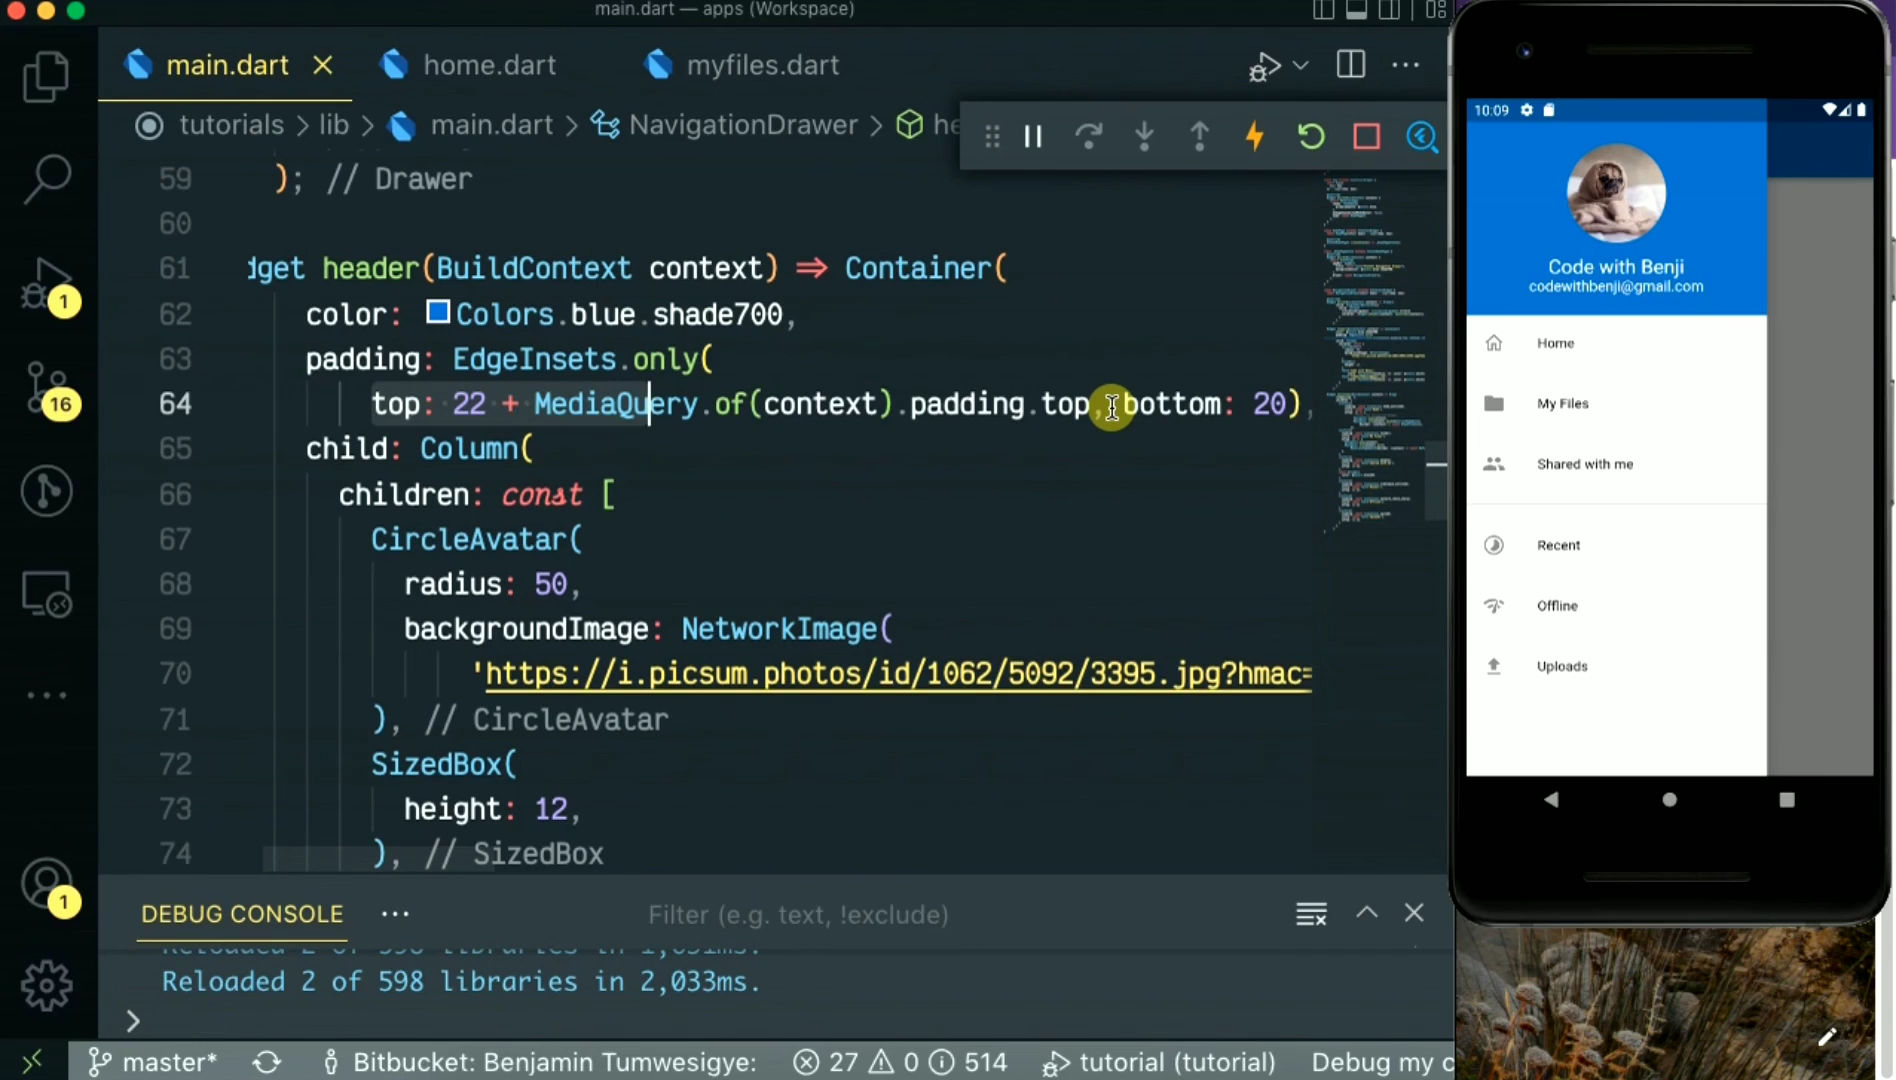 main.dart — apps (Workspace)
main.dart
home.dart
myfiles.dart
tutorials > lib > main.dart > NavigationDrawer > he
59 ); // Drawer
60
61 dget header(BuildContext context) => Container(
62 color: Colors.blue.shade700,
63 padding: EdgeInsets.only(
64 top: 22 + MediaQuery.of(context).padding.top, bottom: 20),
65 child: Column(
66 children: const [
67 CircleAvatar(
68 radius: 50,
69 backgroundImage: NetworkImage(
70 'https://i.picsum.photos/id/1062/5092/3395.jpg?hmac=
71 ), // CircleAvatar
72 SizedBox(
73 height: 12,
74 ), // SizedBox
1
16
1
DEBUG CONSOLE
Filter (e.g. text, !exclude)
Reloaded 2 of 598 libraries in 2,033ms.
master*
Bitbucket: Benjamin Tumwesigye:
27
0
514
tutorial (tutorial)
Debug my c
10:09
Code with Benji
codewithbenji@gmail.com
Home
My Files
Shared with me
Recent
Offline
Uploads